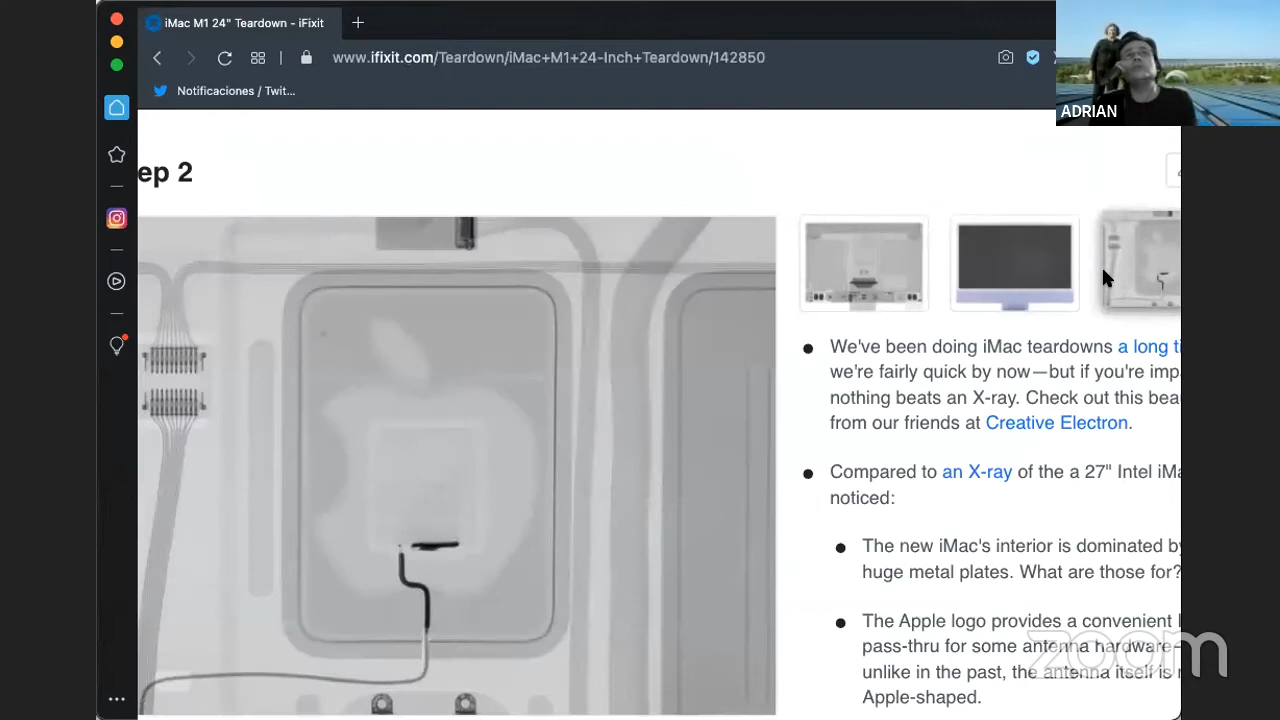 iMac M1 24" Teardown - iFixit
www.ifixit.com/Teardown/iMac+M1+24-Inch+Teardown/142850
Notificaciones / Twit...
ADRIAN
ep 2
We've been doing iMac teardowns a long ti
we're fairly quick by now—but if you're imp
nothing beats an X-ray. Check out this bea
from our friends at Creative Electron.
Compared to an X-ray of the a 27" Intel iMa
noticed:
The new iMac's interior is dominated by
huge metal plates. What are those for?
The Apple logo provides a convenient
pass-thru for some antenna hardware—
unlike in the past, the antenna itself is
Apple-shaped.
zoom